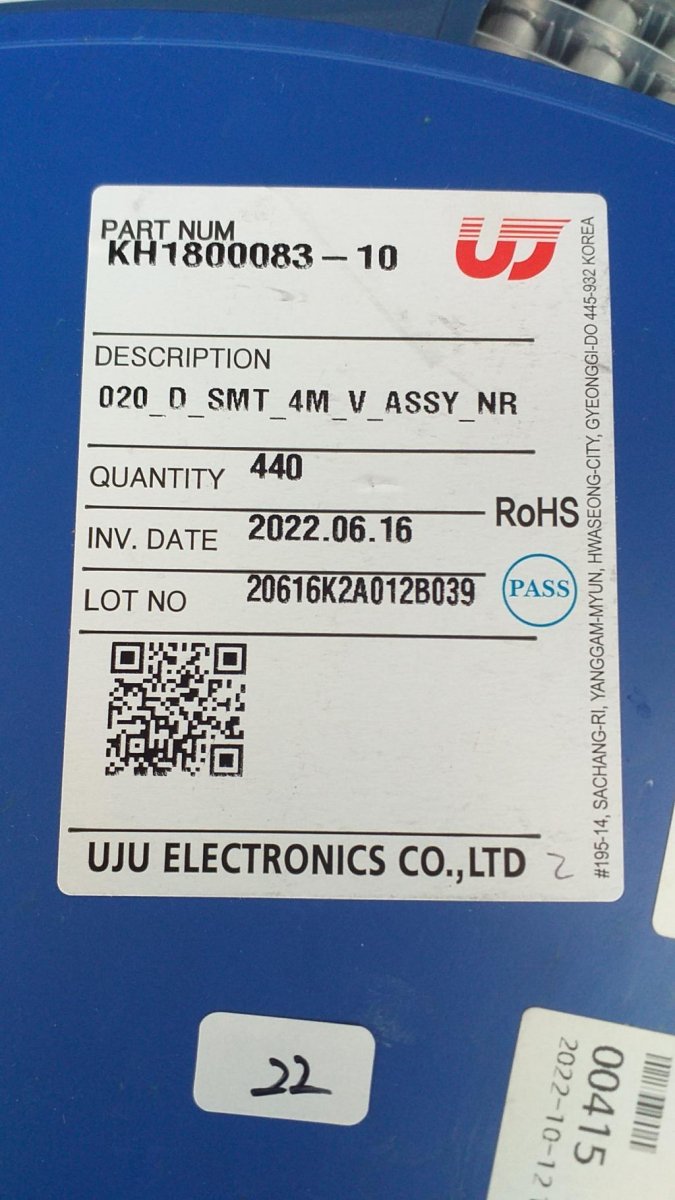 PART NUM
KH1800083-10
UJ
DESCRIPTION
020_D_SMT_4M_V_ASSY_NR
QUANTITY 440
RoHS
INV. DATE 2022.06.16
LOT NO 20616K2A012B039
PASS
UJU ELECTRONICS CO.,LTD 2
#195-14, SACHANG-RI, YANGGAM-MYUN, HWASEONG-CITY, GYEONGGI-DO 445-932 KOREA
22
00415
2022-10-12